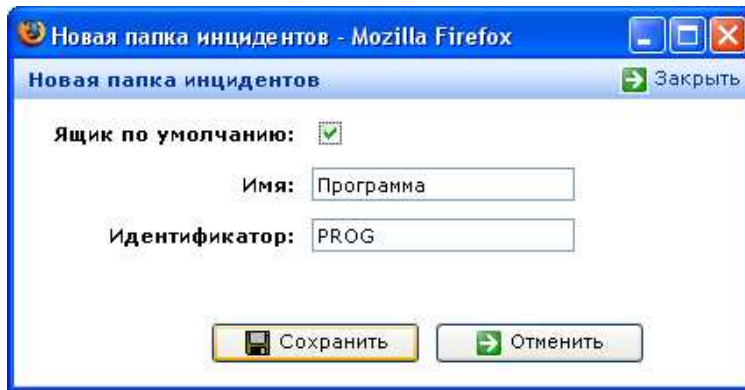 Новая папка инцидентов - Mozilla Firefox
Новая папка инцидентов Закрыть
Ящик по умолчанию:
Имя: Программа
Идентификатор: PROG
Сохранить Отменить